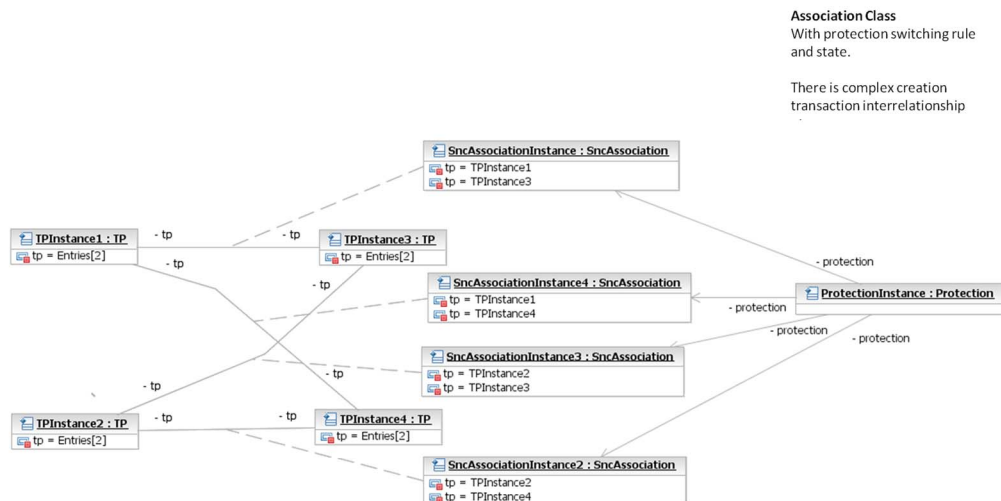 Association Class
With protection switching rule
and state.
There is complex creation
transaction interrelationship
SncAssociationInstance : SncAssociation
tp = TPInstance1
tp = TPInstance3
TPInstance1 : TP
tp = Entries[2]
- tp
- tp
- tp
TPInstance3 : TP
tp = Entries[2]
- tp
- protection
SncAssociationInstance4 : SncAssociation
tp = TPInstance1
tp = TPInstance4
ProtectionInstance : Protection
- protection
- protection
- protection
SncAssociationInstance3 : SncAssociation
tp = TPInstance2
tp = TPInstance3
- tp
- tp
TPInstance2 : TP
tp = Entries[2]
- tp
- tp
TPInstance4 : TP
tp = Entries[2]
SncAssociationInstance2 : SncAssociation
tp = TPInstance2
tp = TPInstance4